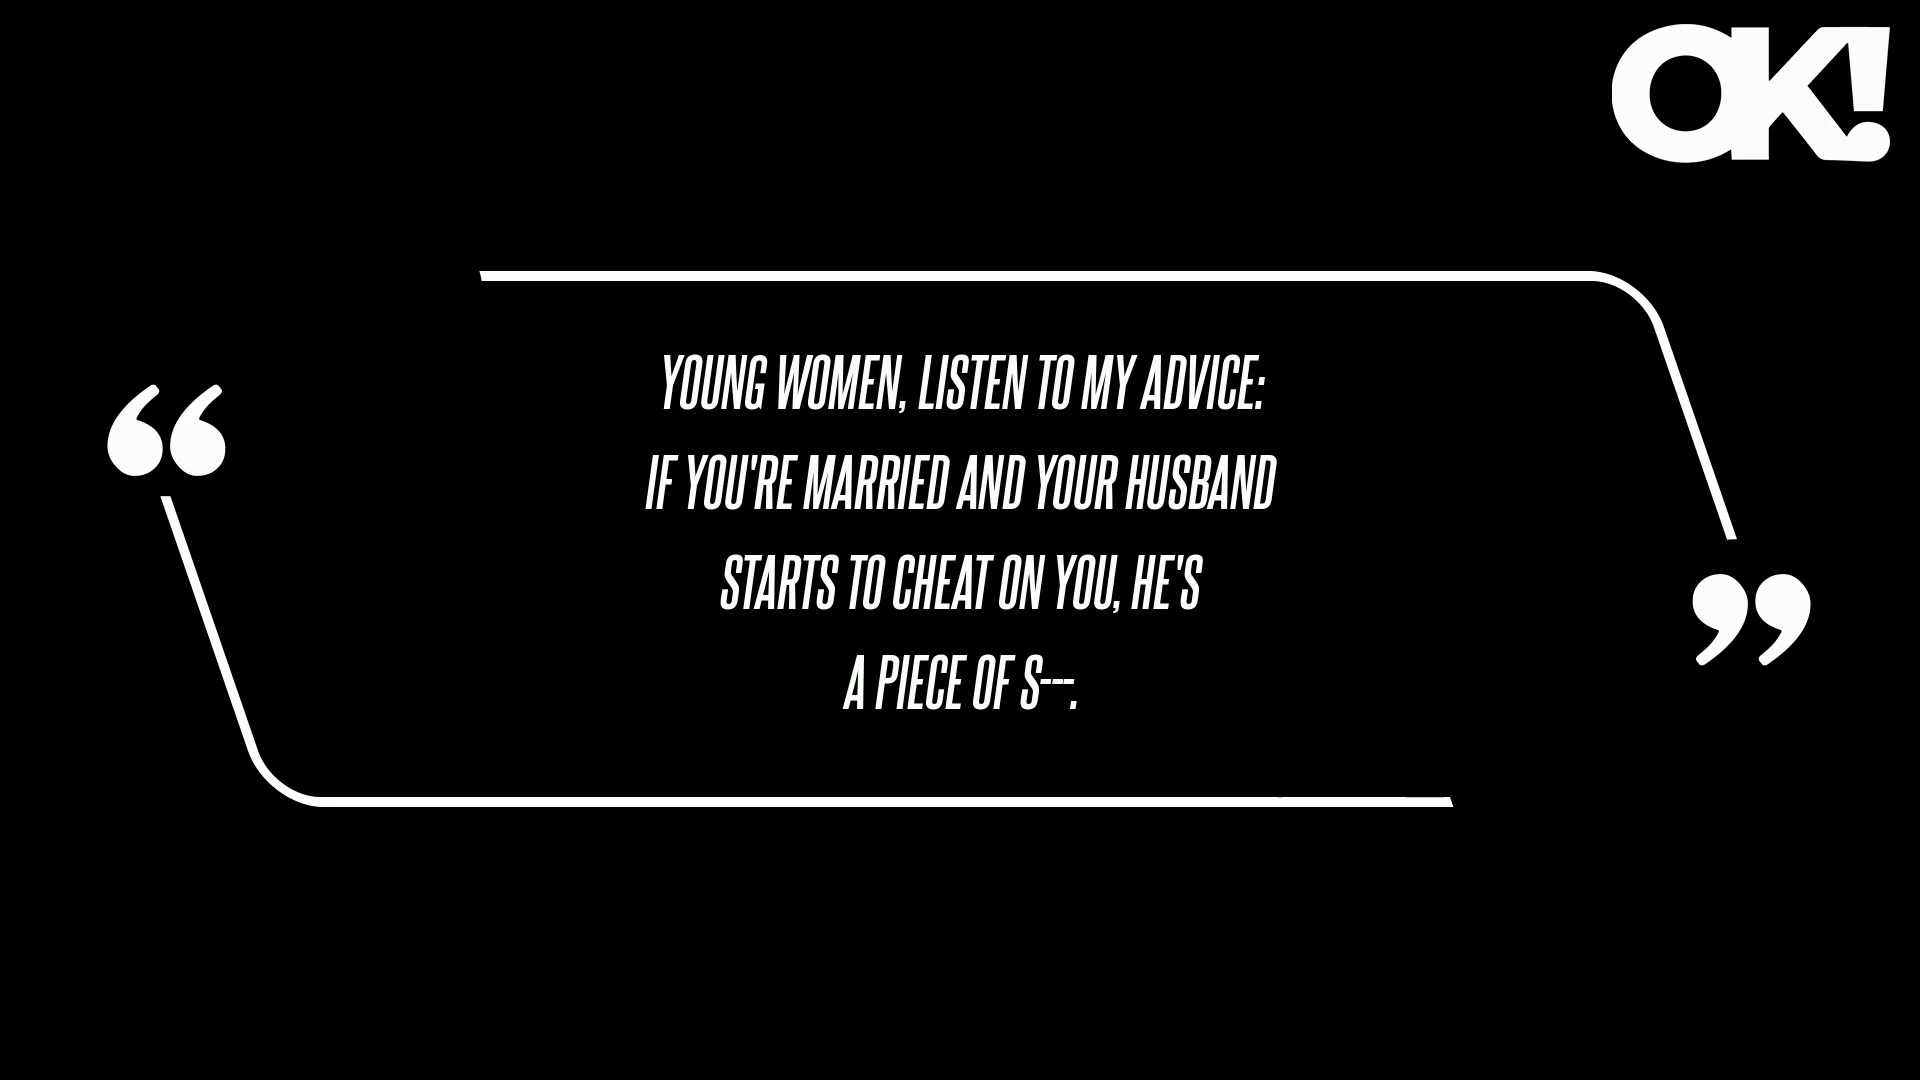 OK!
“
YOUNG WOMEN, LISTEN TO MY ADVICE:
IF YOU'RE MARRIED AND YOUR HUSBAND
STARTS TO CHEAT ON YOU, HE'S
A PIECE OF S---.
”